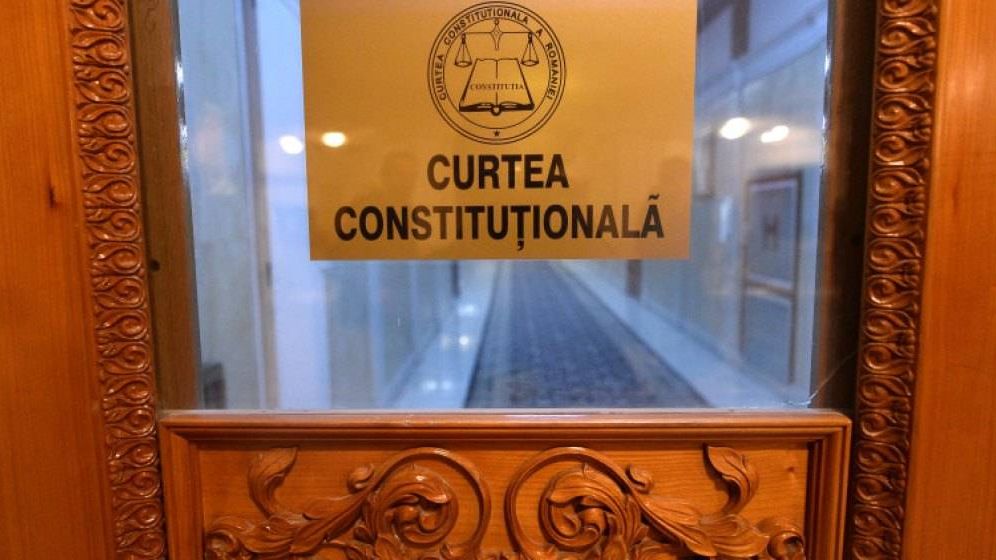 CURTEA CONSTITUTIONALA A ROMANIEI
CONSTITUTIA
CURTEA
CONSTITUȚIONALĂ